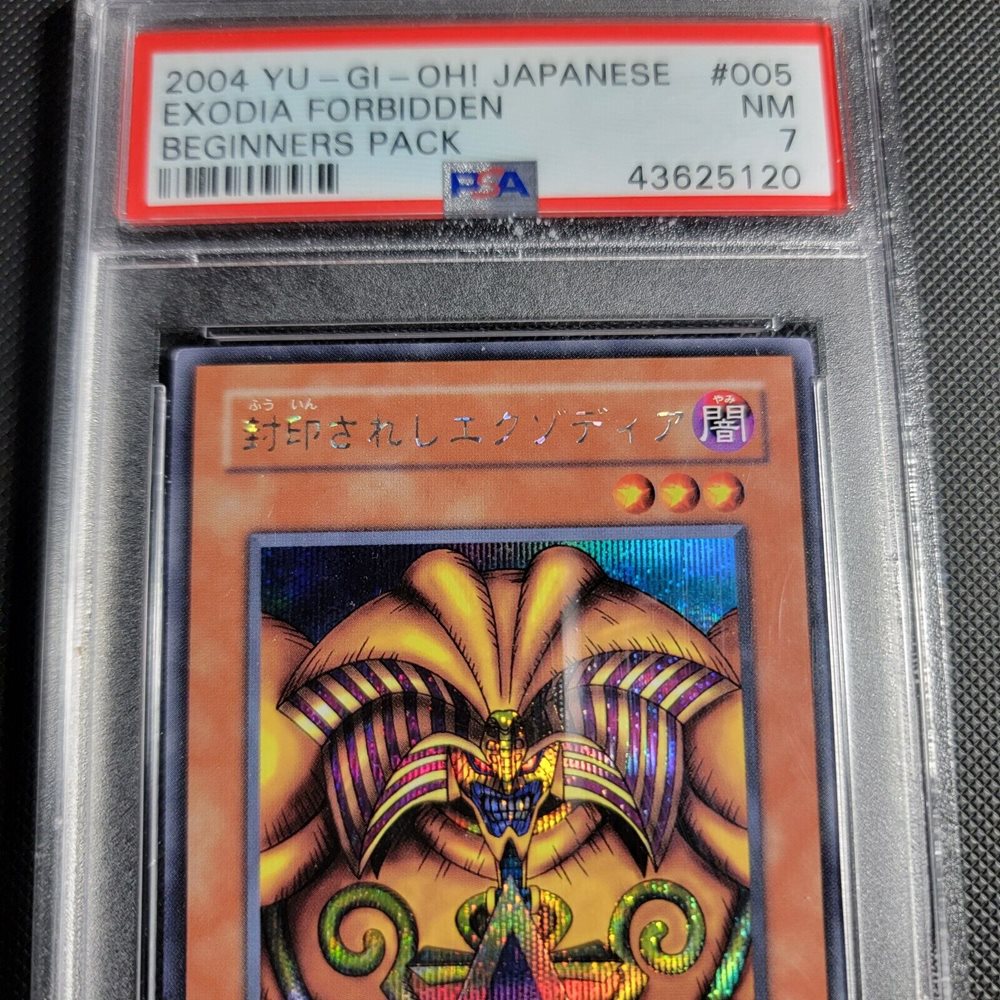 2004 YU-GI-OH! JAPANESE #005
EXODIA FORBIDDEN NM
BEGINNERS PACK 7
PSA 43625120
ふういん
封印されしエクゾディア
やみ
闇